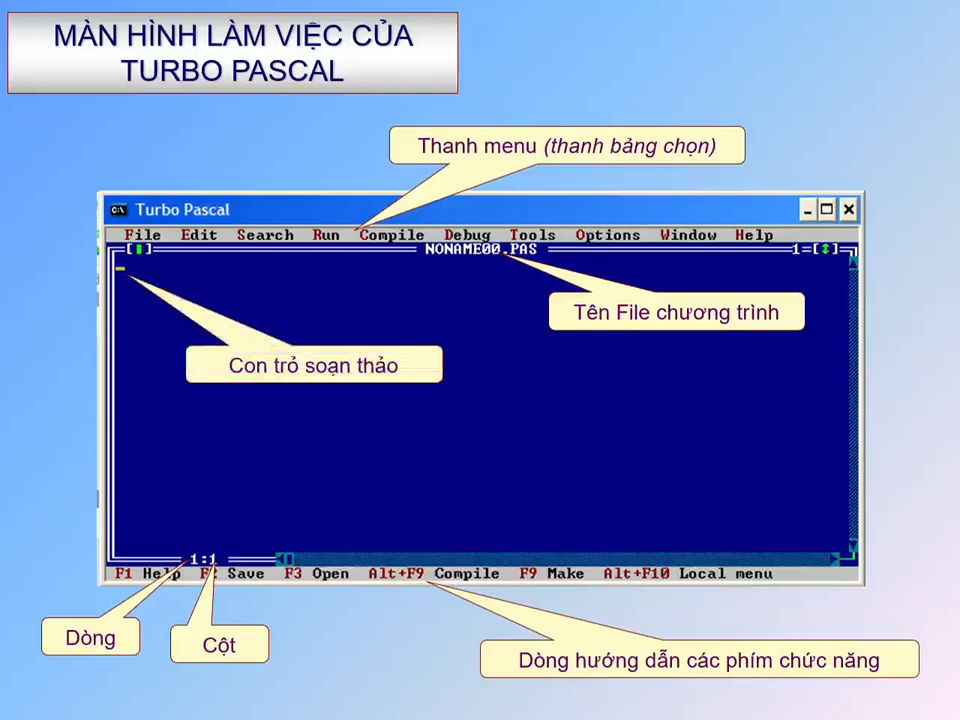 MÀN HÌNH LÀM VIỆC CỦA
TURBO PASCAL
Thanh menu (thanh bảng chọn)
C:\ Turbo Pascal
File Edit Search Run Compile Debug Tools Options Window Help
NONAME00.PAS 1=[↕]
Tên File chương trình
Con trỏ soạn thảo
1:1
F1 Help F2 Save F3 Open Alt+F9 Compile F9 Make Alt+F10 Local menu
Dòng
Cột
Dòng hướng dẫn các phím chức năng